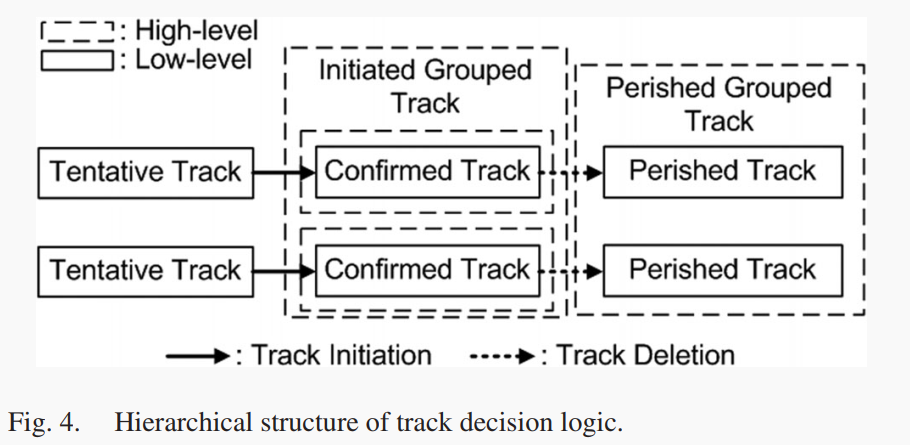 : High-level
: Low-level
Initiated Grouped
Track
Perished Grouped
Track
Tentative Track
Confirmed Track
Perished Track
Tentative Track
Confirmed Track
Perished Track
: Track Initiation
: Track Deletion
Fig. 4. Hierarchical structure of track decision logic.